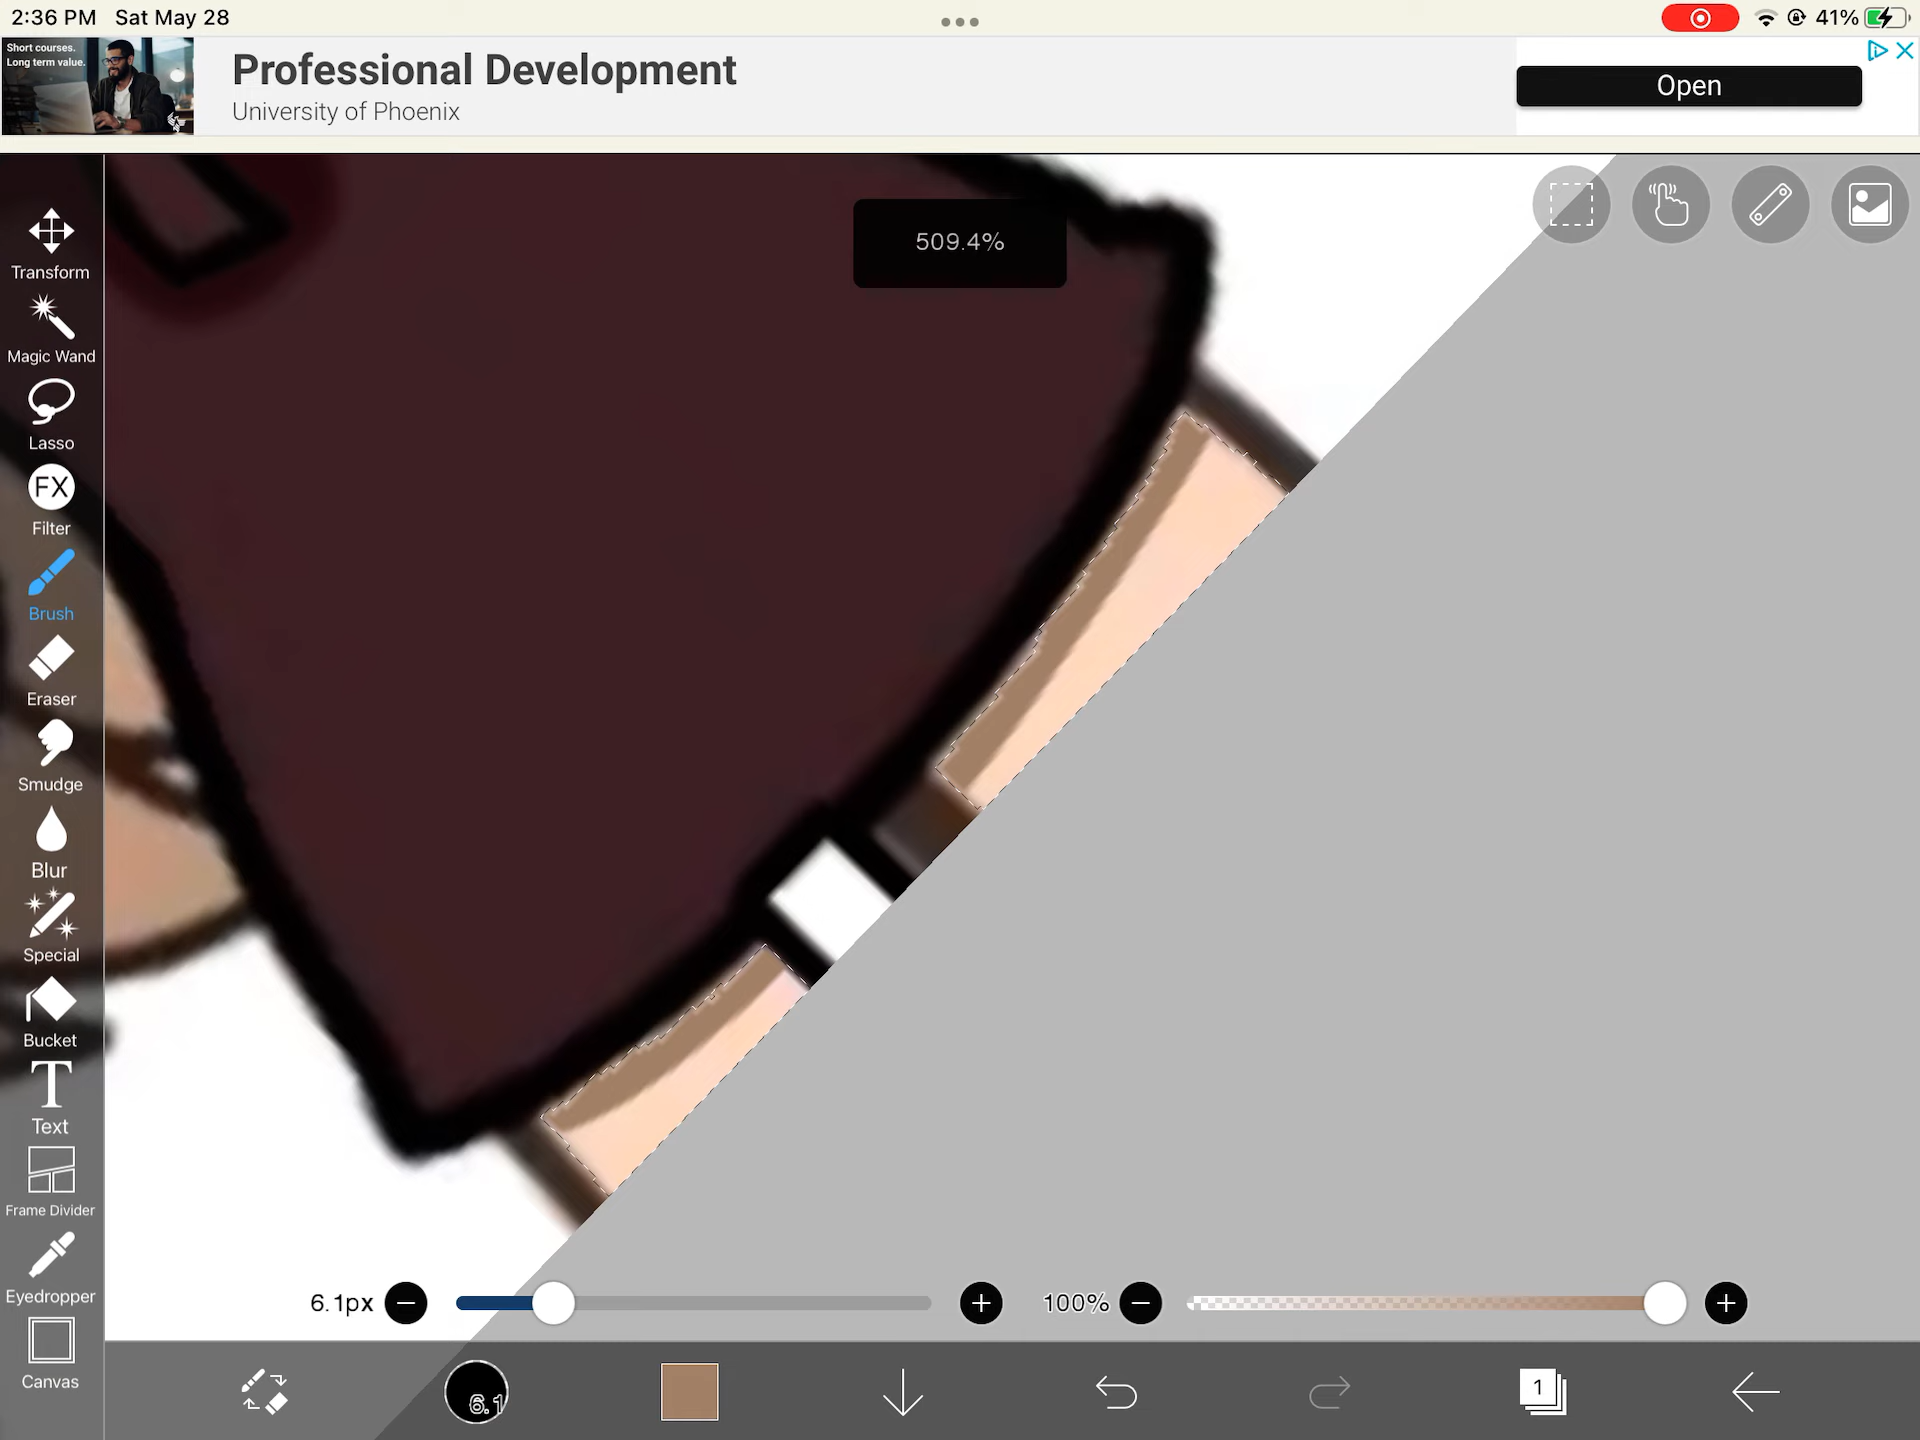 2:36 PM Sat May 28
41%
Short courses.
Long term value.
Professional Development
University of Phoenix
Open
509.4%
Transform
Magic Wand
Lasso
FX
Filter
Brush
Eraser
Smudge
Blur
Special
Bucket
T
Text
Frame Divider
Eyedropper
Canvas
6.1px
100%
6.1
1